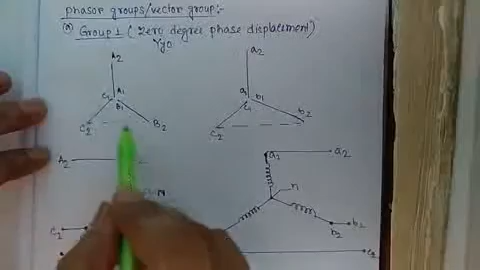 phasor groups/vector group:-
(a) Group 1 (Zero degree phase displacement)
Yy0
A2 a2
C1 A1 B1 a1 b1 c1
C2 B2 c2 b2
A2 a1 a2
N n
C2 b2 b2
c2